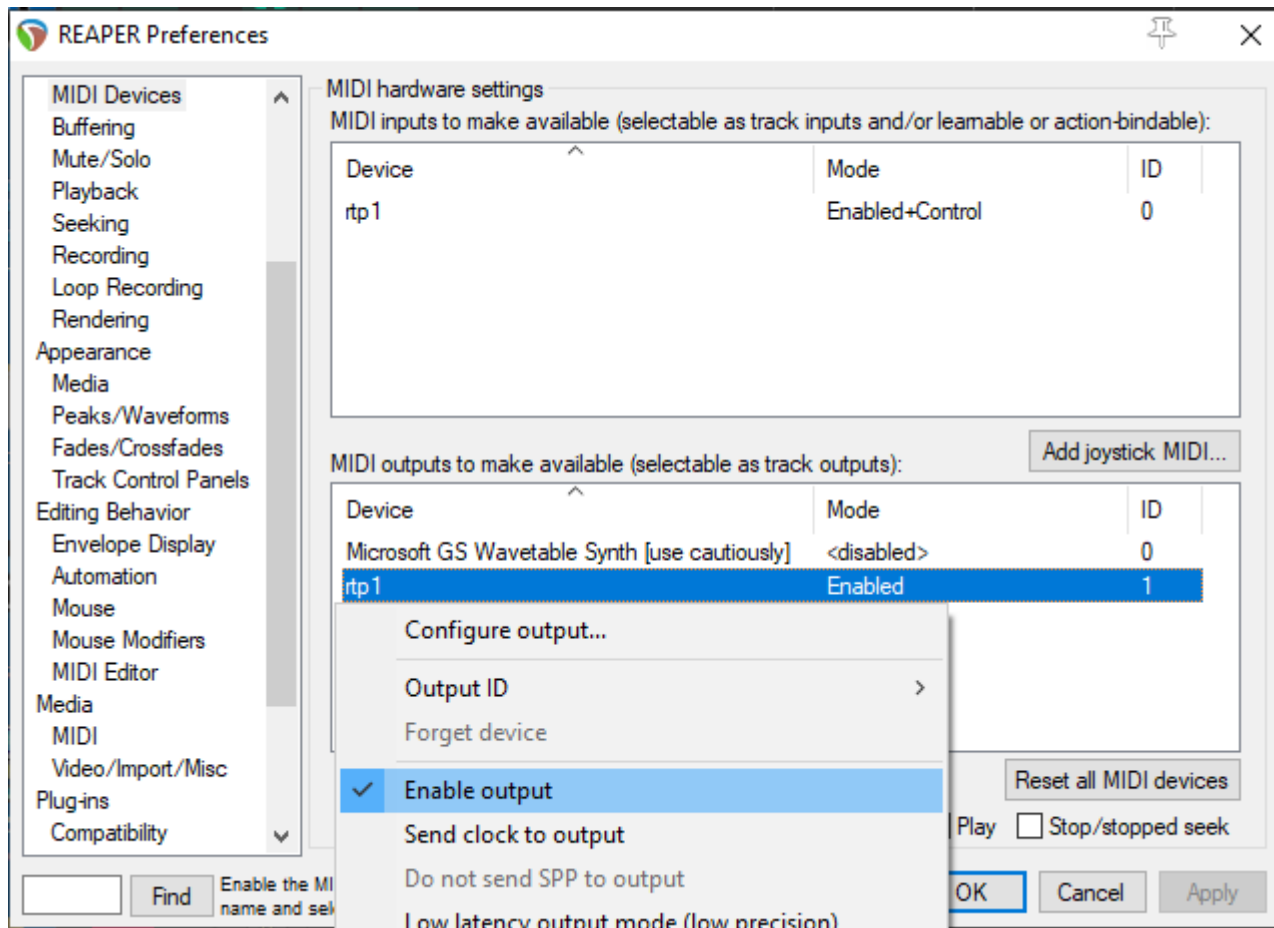 REAPER Preferences
MIDI Devices
Buffering
Mute/Solo
Playback
Seeking
Recording
Loop Recording
Rendering
Appearance
Media
Peaks/Waveforms
Fades/Crossfades
Track Control Panels
Editing Behavior
Envelope Display
Automation
Mouse
Mouse Modifiers
MIDI Editor
Media
MIDI
Video/Import/Misc
Plug-ins
Compatibility
MIDI hardware settings
MIDI inputs to make available (selectable as track inputs and/or learnable or action-bindable):
Device Mode ID
rtp1 Enabled+Control 0
Add joystick MIDI...
MIDI outputs to make available (selectable as track outputs):
Device Mode ID
Microsoft GS Wavetable Synth [use cautiously] <disabled> 0
rtp1 Enabled 1
Configure output...
Output ID
Forget device
Enable output
Send clock to output
Do not send SPP to output
Low latency output mode (low precision)
Reset all MIDI devices
Play Stop/stopped seek
Find
Enable the MI
name and sel
OK Cancel Apply